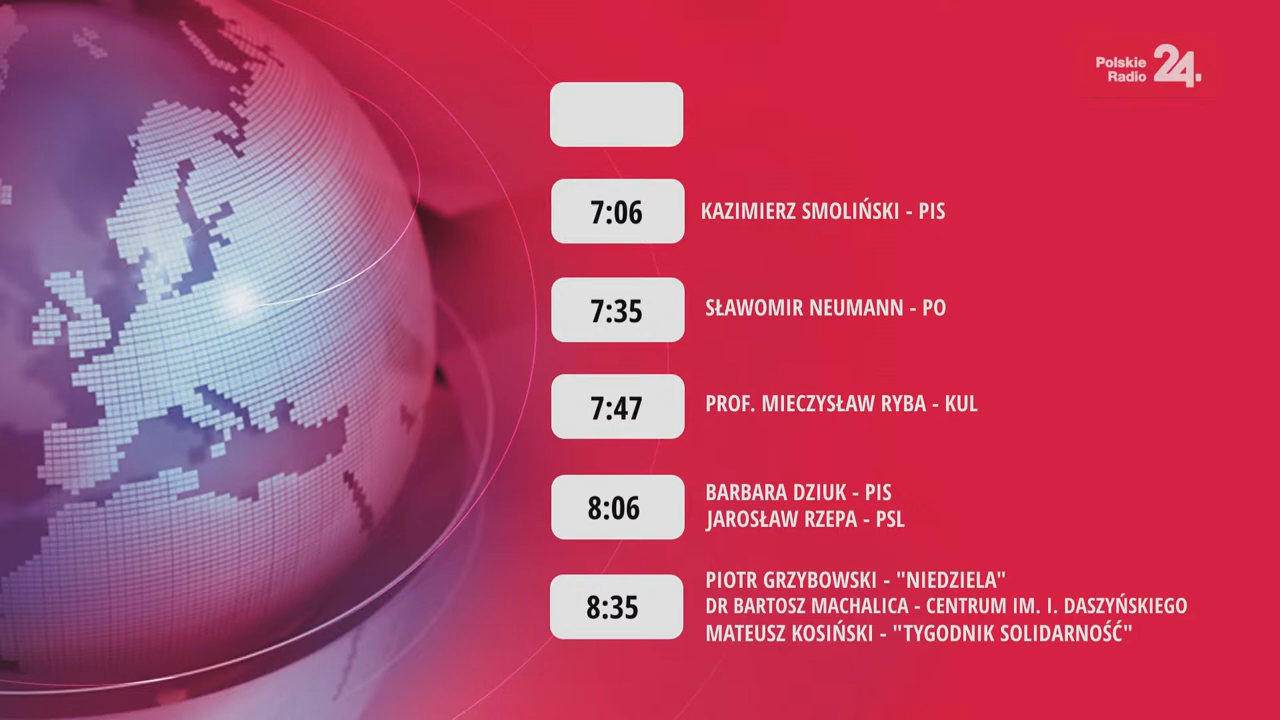 Polskie
Radio 24.
7:06 KAZIMIERZ SMOLIŃSKI - PIS
7:35 SŁAWOMIR NEUMANN - PO
7:47 PROF. MIECZYSŁAW RYBA - KUL
8:06 BARBARA DZIUK - PIS
JAROSŁAW RZEPA - PSL
8:35 PIOTR GRZYBOWSKI - "NIEDZIELA"
DR BARTOSZ MACHALICA - CENTRUM IM. I. DASZYŃSKIEGO
MATEUSZ KOSIŃSKI - "TYGODNIK SOLIDARNOŚĆ"